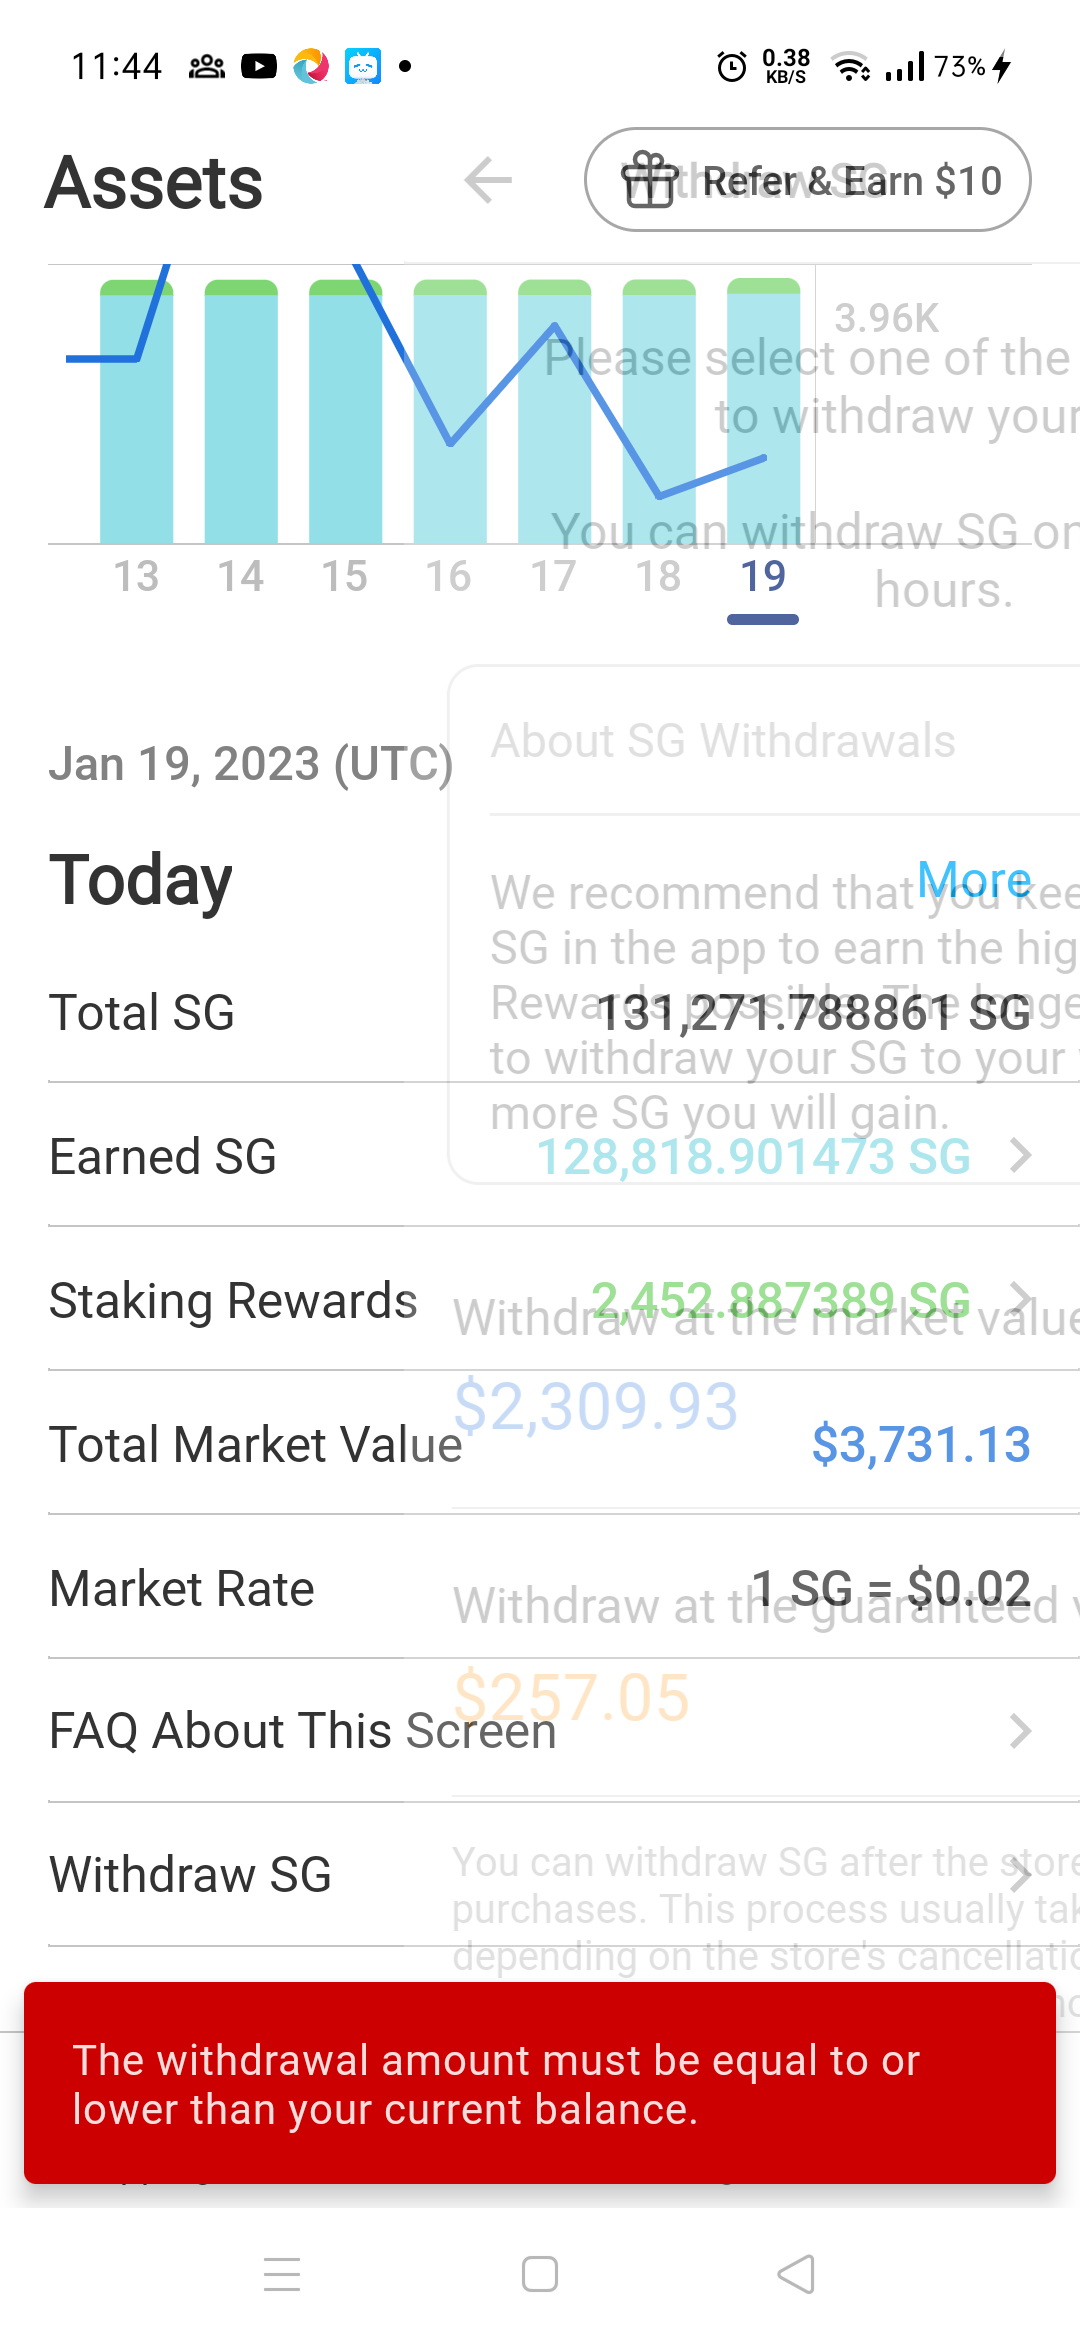 11:44
0.38
KB/S
73%
Assets
Withdraw SG
Refer & Earn $10
3.96K
Please select one of the
to withdraw your
You can withdraw SG on
hours.
13 14 15 16 17 18 19
About SG Withdrawals
Jan 19, 2023 (UTC)
Today
More
We recommend that you kee
SG in the app to earn the hig
Rewards possible. The longe
to withdraw your SG to your
more SG you will gain.
Total SG
131,271.788861 SG
Earned SG
128,818.901473 SG
Staking Rewards
2,452.887389 SG
Withdraw at the market value
$2,309.93
Total Market Value
$3,731.13
Market Rate
1 SG = $0.02
Withdraw at the guaranteed v
$257.05
FAQ About This Screen
Withdraw SG
You can withdraw SG after the store
purchases. This process usually tak
depending on the store's cancellatio
The withdrawal amount must be equal to or
lower than your current balance.